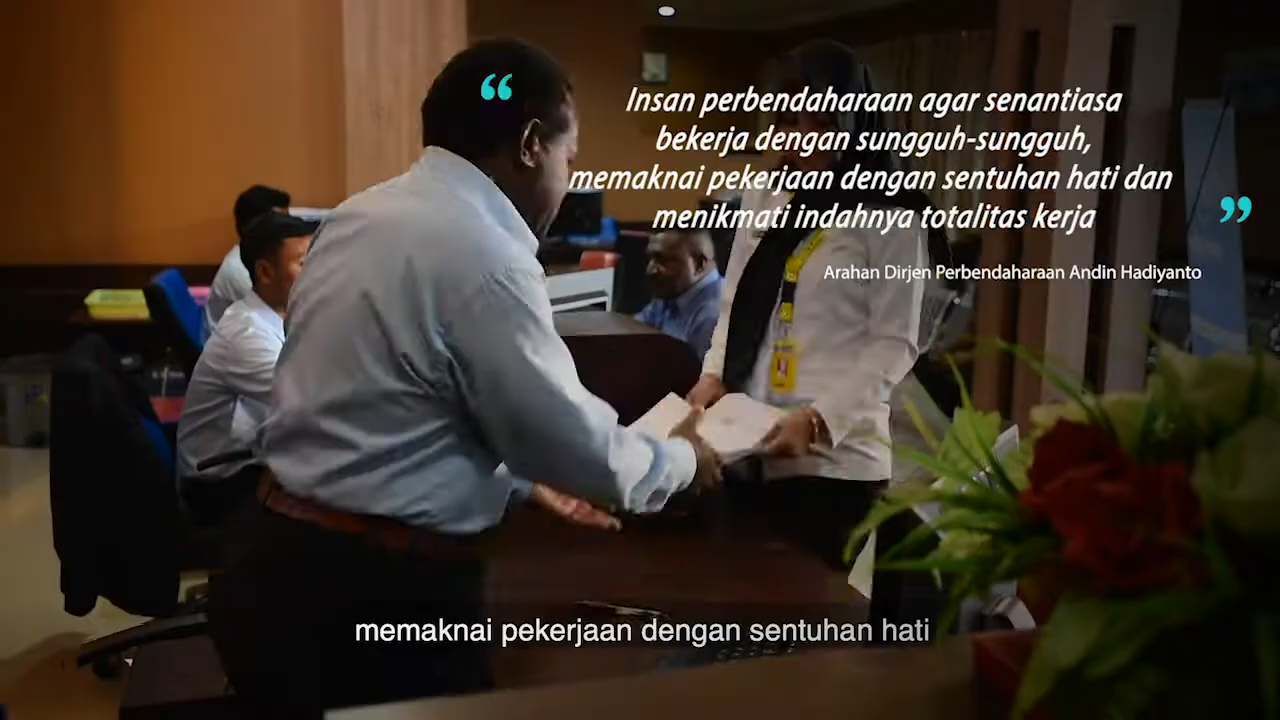 “
Insan perbendaharaan agar senantiasa
bekerja dengan sungguh-sungguh,
memaknai pekerjaan dengan sentuhan hati dan
menikmati indahnya totalitas kerja
”
Arahan Dirjen Perbendaharaan Andin Hadiyanto
memaknai pekerjaan dengan sentuhan hati